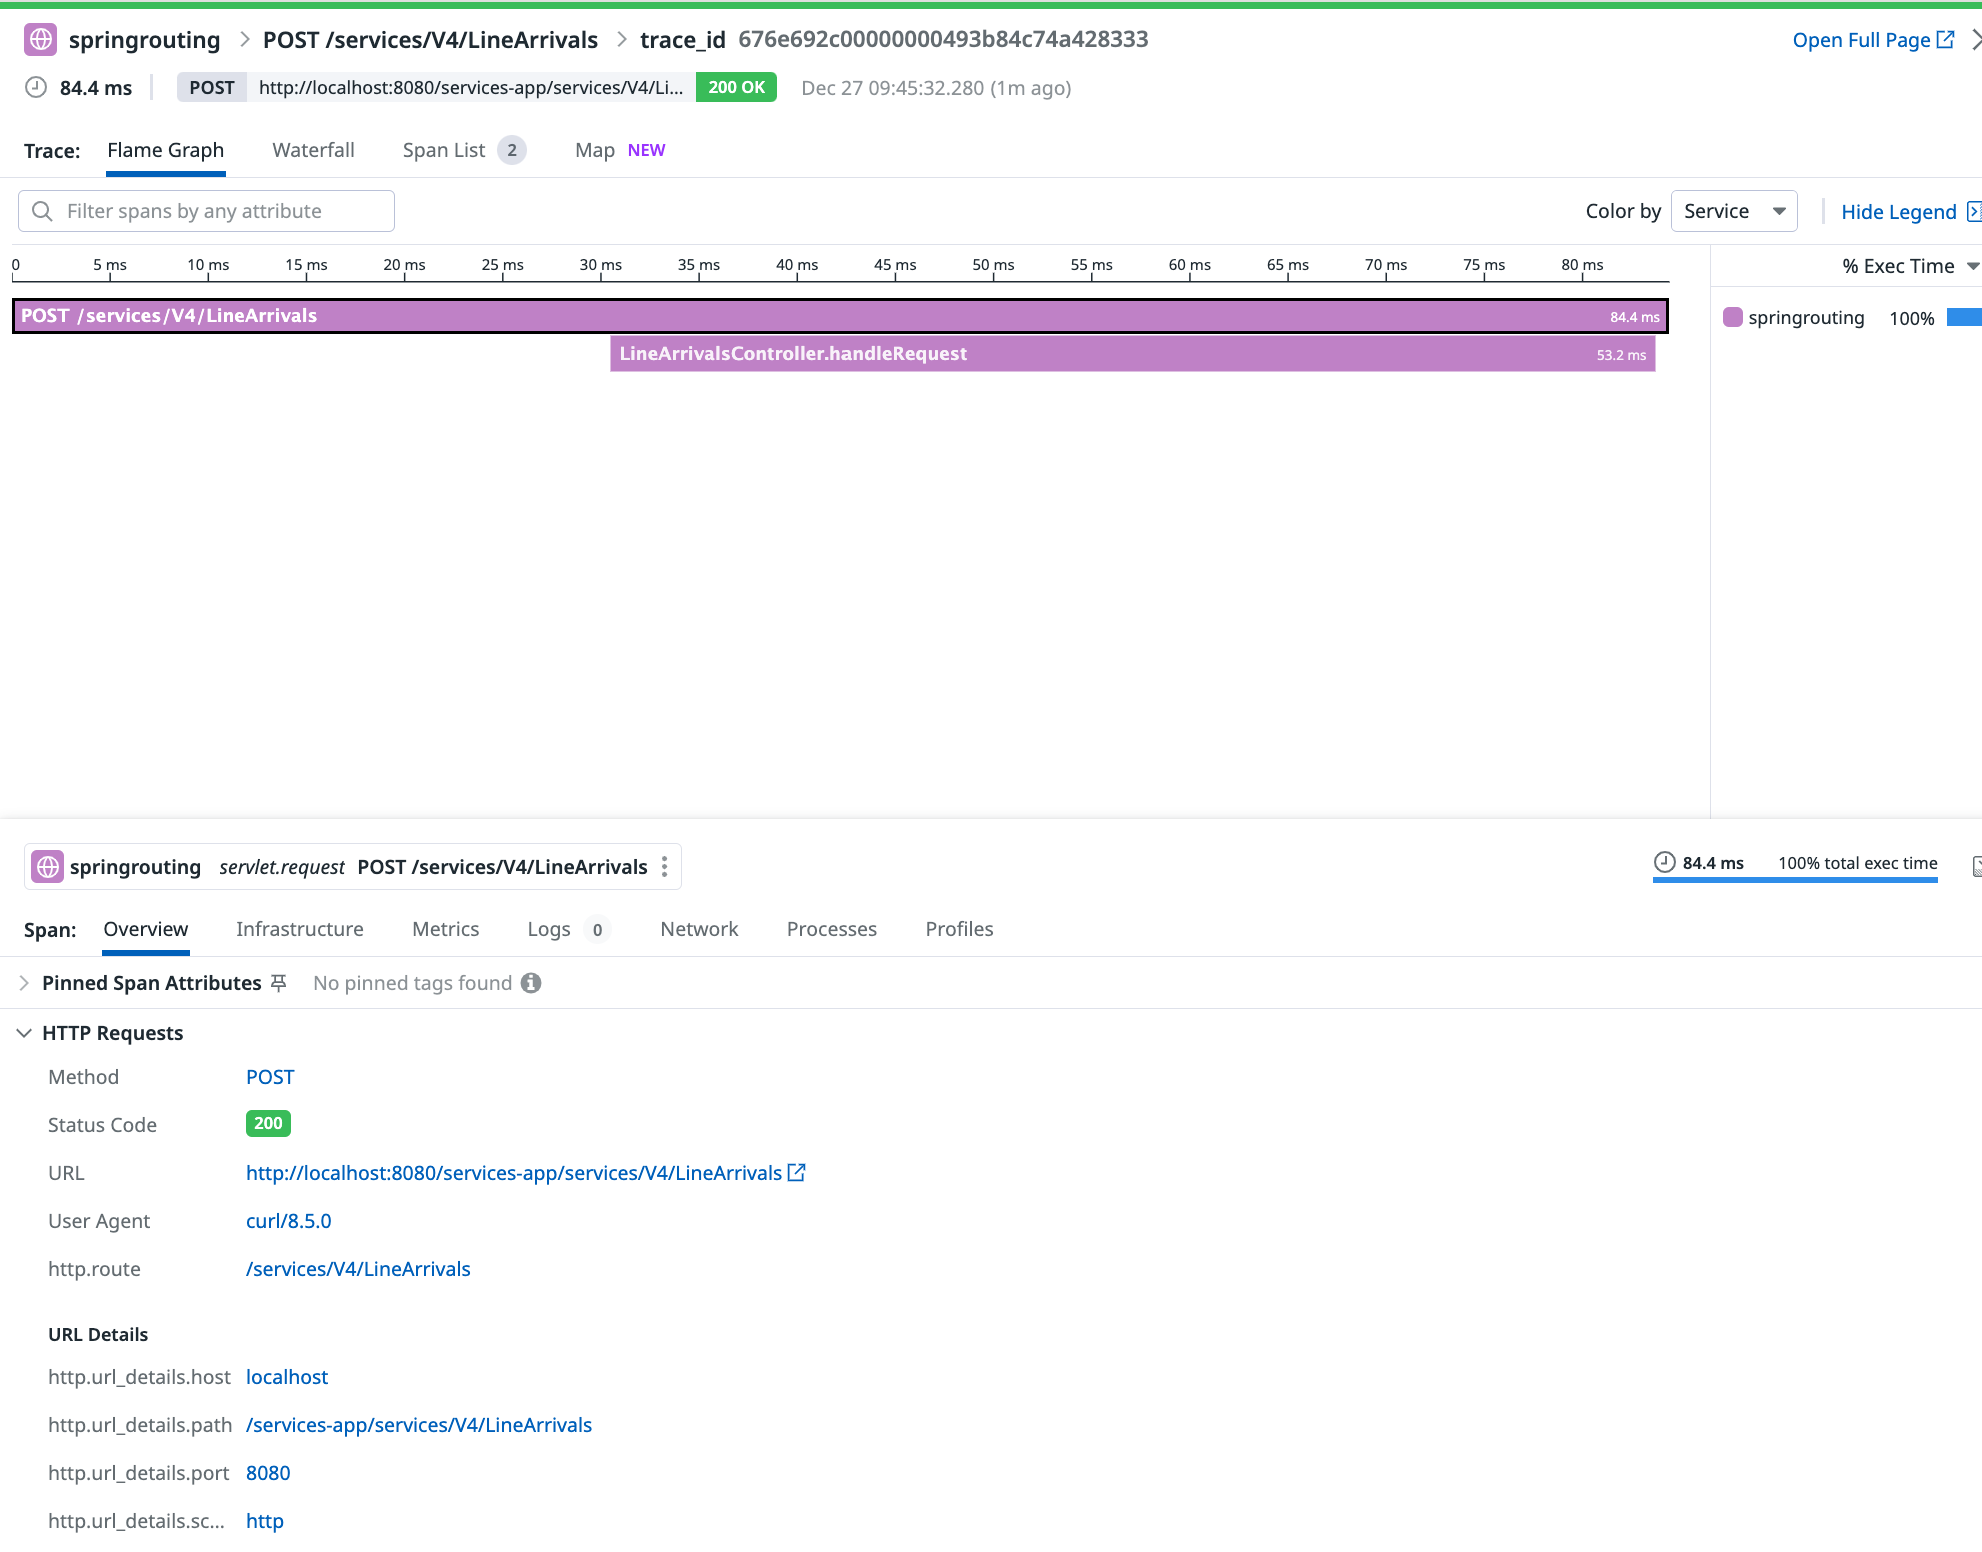 springrouting > POST /services/V4/LineArrivals > trace_id 676e692c00000000493b84c74a428333 Open Full Page
84.4 ms POST http://localhost:8080/services-app/services/V4/Li... 200 OK Dec 27 09:45:32.280 (1m ago)
Trace: Flame Graph Waterfall Span List 2 Map NEW
Filter spans by any attribute Color by Service Hide Legend
0 5 ms 10 ms 15 ms 20 ms 25 ms 30 ms 35 ms 40 ms 45 ms 50 ms 55 ms 60 ms 65 ms 70 ms 75 ms 80 ms % Exec Time
POST /services/V4/LineArrivals 84.4 ms springrouting 100%
LineArrivalsController.handleRequest 53.2 ms
springrouting servlet.request POST /services/V4/LineArrivals 84.4 ms 100% total exec time
Span: Overview Infrastructure Metrics Logs 0 Network Processes Profiles
Pinned Span Attributes No pinned tags found
HTTP Requests
Method POST
Status Code 200
URL http://localhost:8080/services-app/services/V4/LineArrivals
User Agent curl/8.5.0
http.route /services/V4/LineArrivals
URL Details
http.url_details.host localhost
http.url_details.path /services-app/services/V4/LineArrivals
http.url_details.port 8080
http.url_details.sc... http